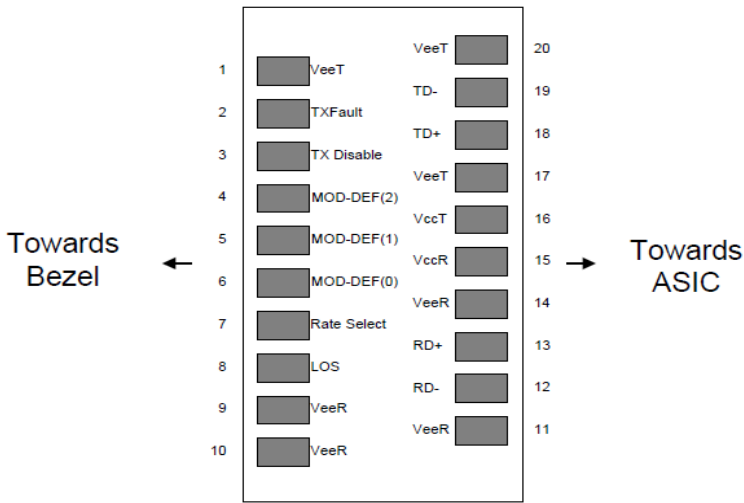 VeeT 20
1 VeeT
TD- 19
2 TXFault
TD+ 18
3 TX Disable
VeeT 17
4 MOD-DEF(2)
VccT 16
5 MOD-DEF(1)
Towards
Bezel
VccR 15
Towards
ASIC
6 MOD-DEF(0)
VeeR 14
7 Rate Select
RD+ 13
8 LOS
RD- 12
9 VeeR
VeeR 11
10 VeeR